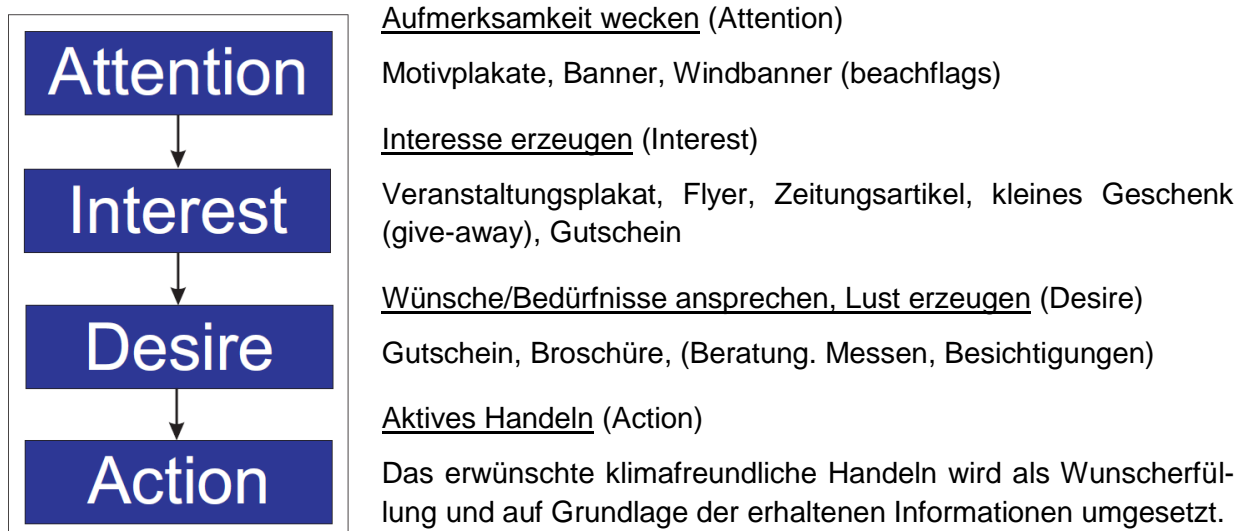 Attention
Interest
Desire
Action
Aufmerksamkeit wecken (Attention)
Motivplakate, Banner, Windbanner (beachflags)
Interesse erzeugen (Interest)
Veranstaltungsplakat, Flyer, Zeitungsartikel, kleines Geschenk
(give-away), Gutschein
Wünsche/Bedürfnisse ansprechen, Lust erzeugen (Desire)
Gutschein, Broschüre, (Beratung. Messen, Besichtigungen)
Aktives Handeln (Action)
Das erwünschte klimafreundliche Handeln wird als Wunscherfül-
lung und auf Grundlage der erhaltenen Informationen umgesetzt.